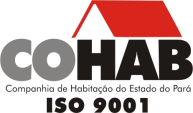 COHAB
Companhia de Habitação do Estado do Pará
ISO 9001